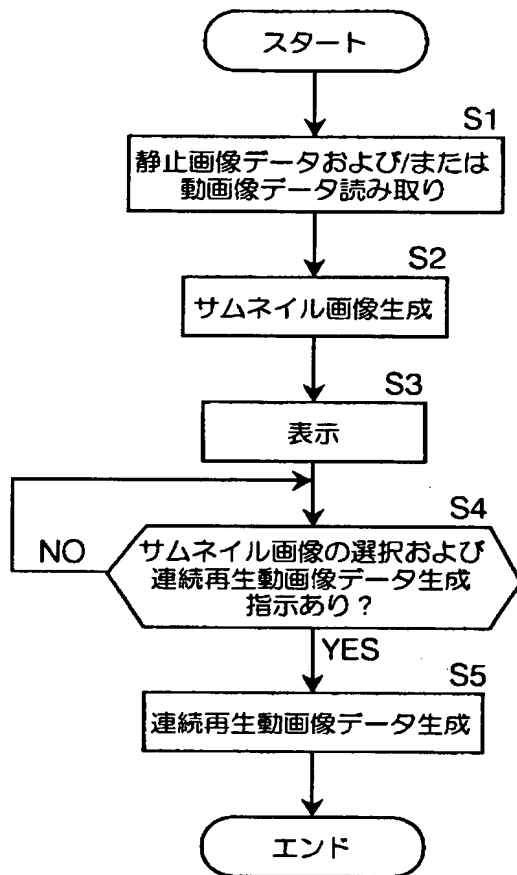 スタート
S1
静止画像データおよび/または
動画像データ読み取り
S2
サムネイル画像生成
S3
表示
S4
NO
サムネイル画像の選択および
連続再生動画像データ生成
指示あり？
YES
S5
連続再生動画像データ生成
エンド